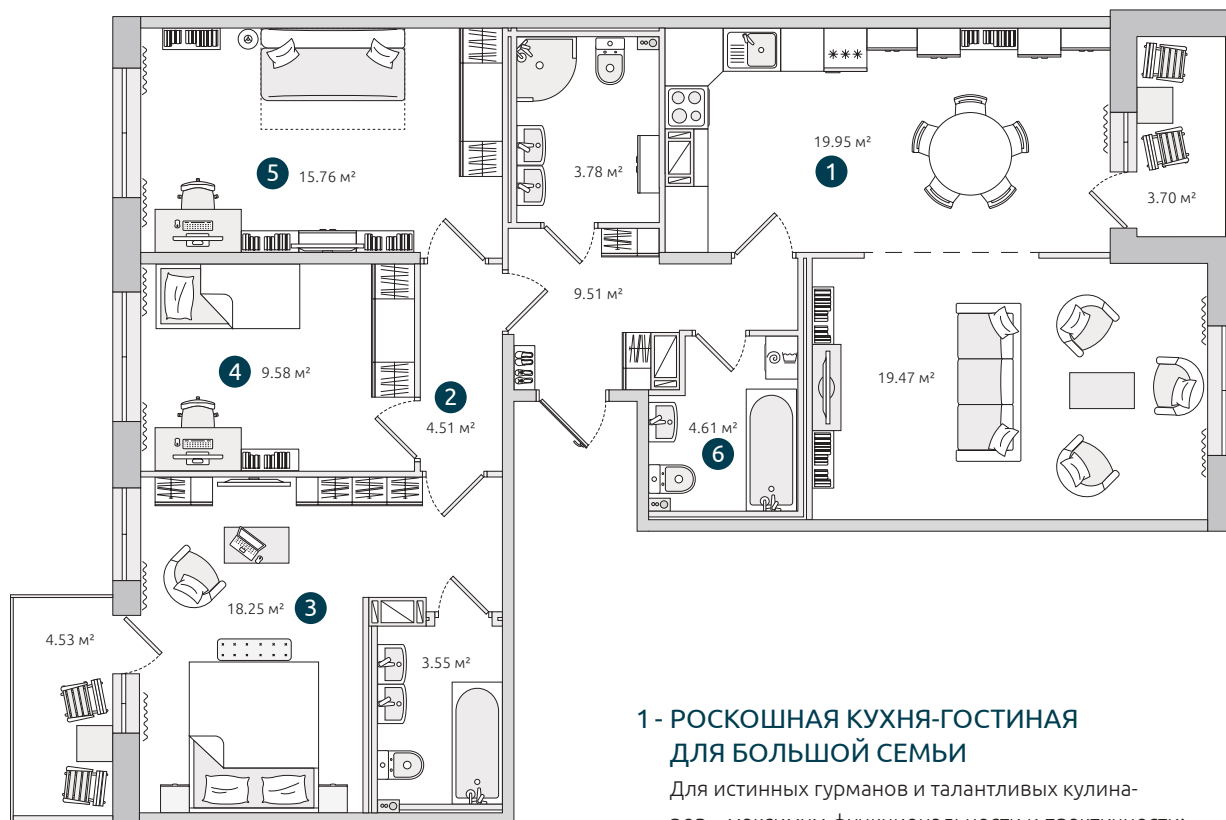 5 15.76 м²
3.78 м²
19.95 м²
1
3.70 м²
9.51 м²
4 9.58 м²
2
4.51 м²
19.47 м²
4.61 м²
6
18.25 м² 3
4.53 м²
3.55 м²
1 - РОСКОШНАЯ КУХНЯ-ГОСТИНАЯ
ДЛЯ БОЛЬШОЙ СЕМЬИ
Для истинных гурманов и талантливых кулина-